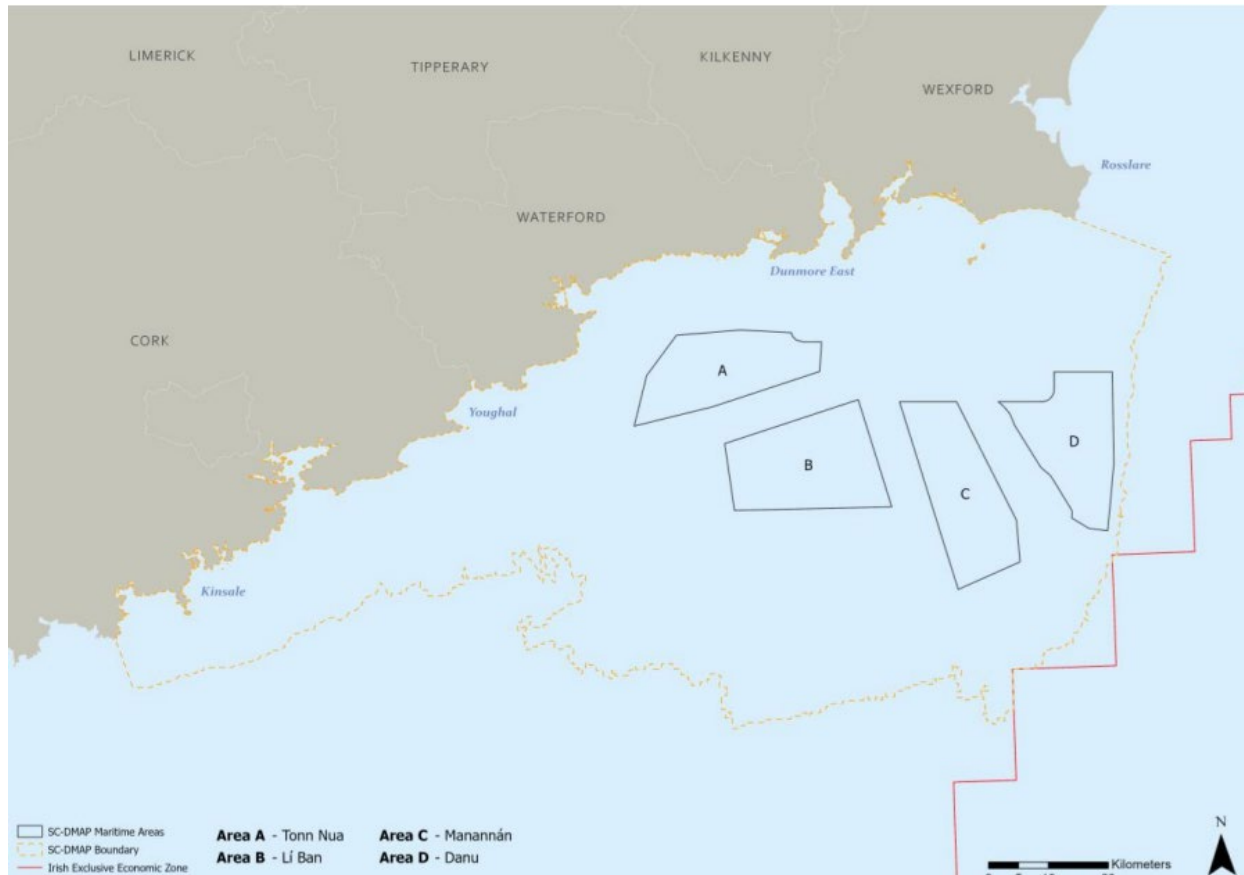 LIMERICK
TIPPERARY
KILKENNY
WEXFORD
Rosslare
WATERFORD
Dunmore East
CORK
A
Youghal
B
C
D
Kinsale
N
SC-DMAP Maritime Areas
SC-DMAP Boundary
Irish Exclusive Economic Zone
Area A - Tonn Nua
Area B - Lí Ban
Area C - Manannán
Area D - Danu
Kilometers